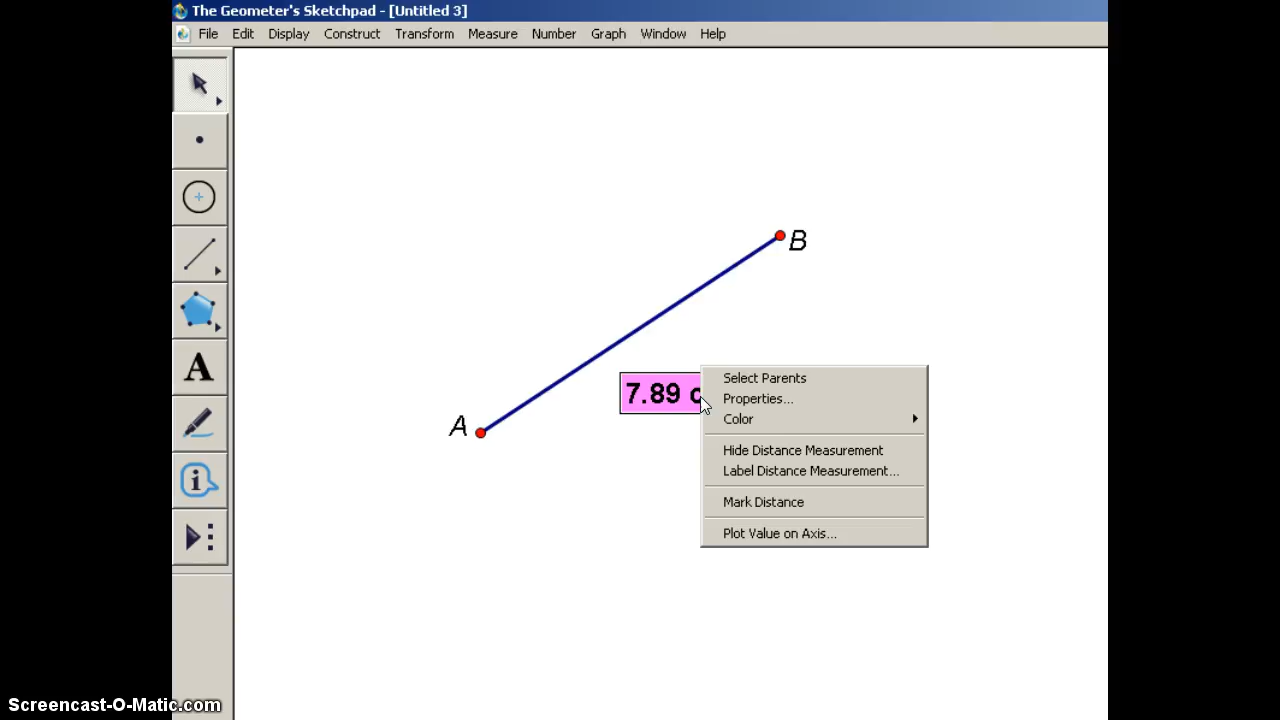 The Geometer's Sketchpad - [Untitled 3]
File Edit Display Construct Transform Measure Number Graph Window Help
B
A
7.89 c
Select Parents
Properties...
Color
Hide Distance Measurement
Label Distance Measurement...
Mark Distance
Plot Value on Axis...
A
i
Screencast-O-Matic.com